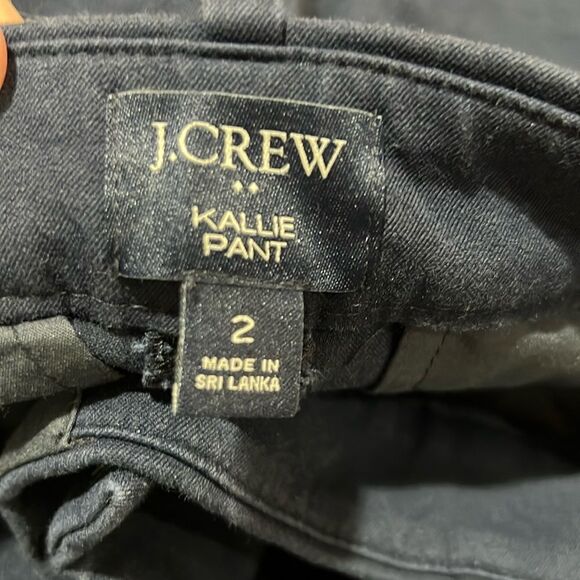 J.CREW
KALLIE
PANT
2
MADE IN
SRI LANKA